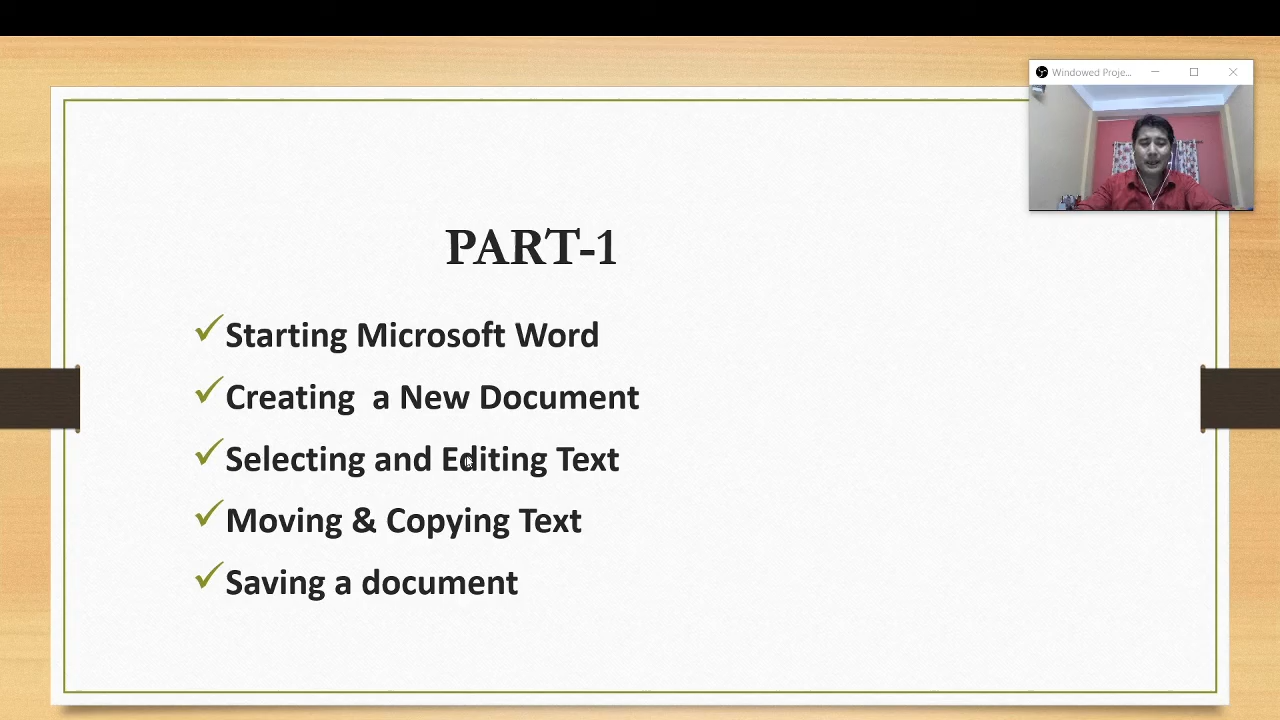 Windowed Proje...
PART-1
Starting Microsoft Word
Creating  a New Document
Selecting and Editing Text
Moving & Copying Text
Saving a document